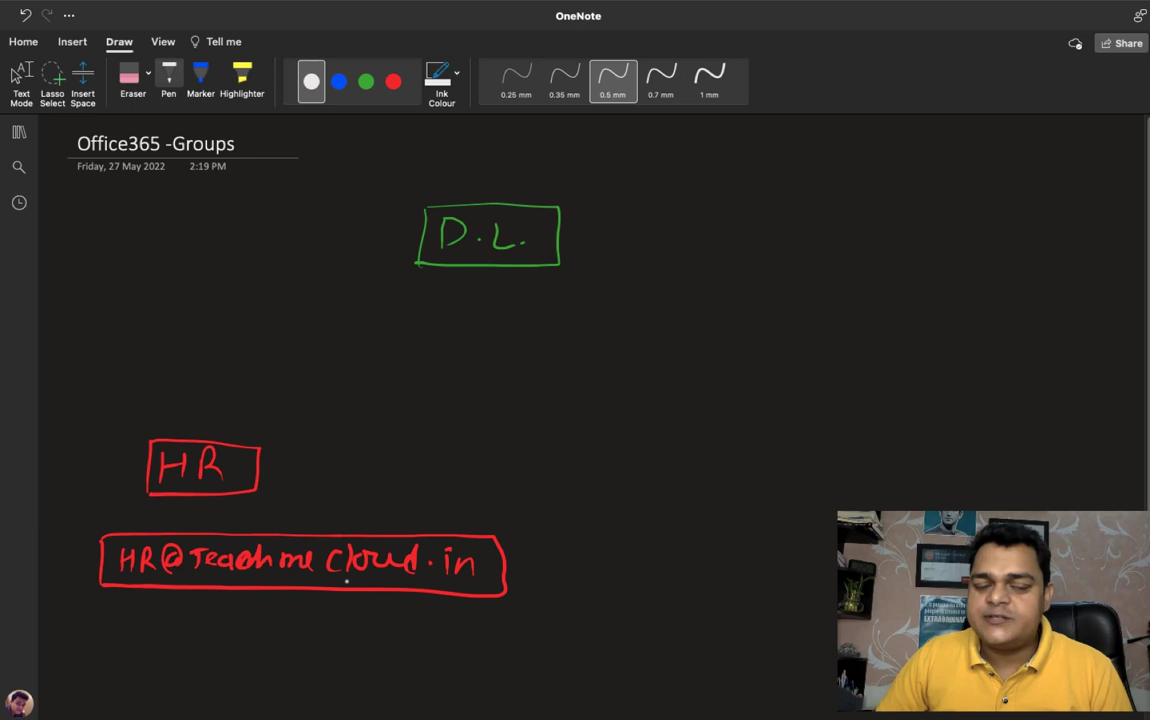 OneNote
Home Insert Draw View Tell me
Share
Text Mode
Lasso Select
Insert Space
Eraser
Pen
Marker
Highlighter
Ink Colour
0.25 mm
0.35 mm
0.5 mm
0.7 mm
1 mm
Office365 -Groups
Friday, 27 May 2022 2:19 PM
D.L.
HR
HR@Teachmecloud.in
EXTRAORDINAR